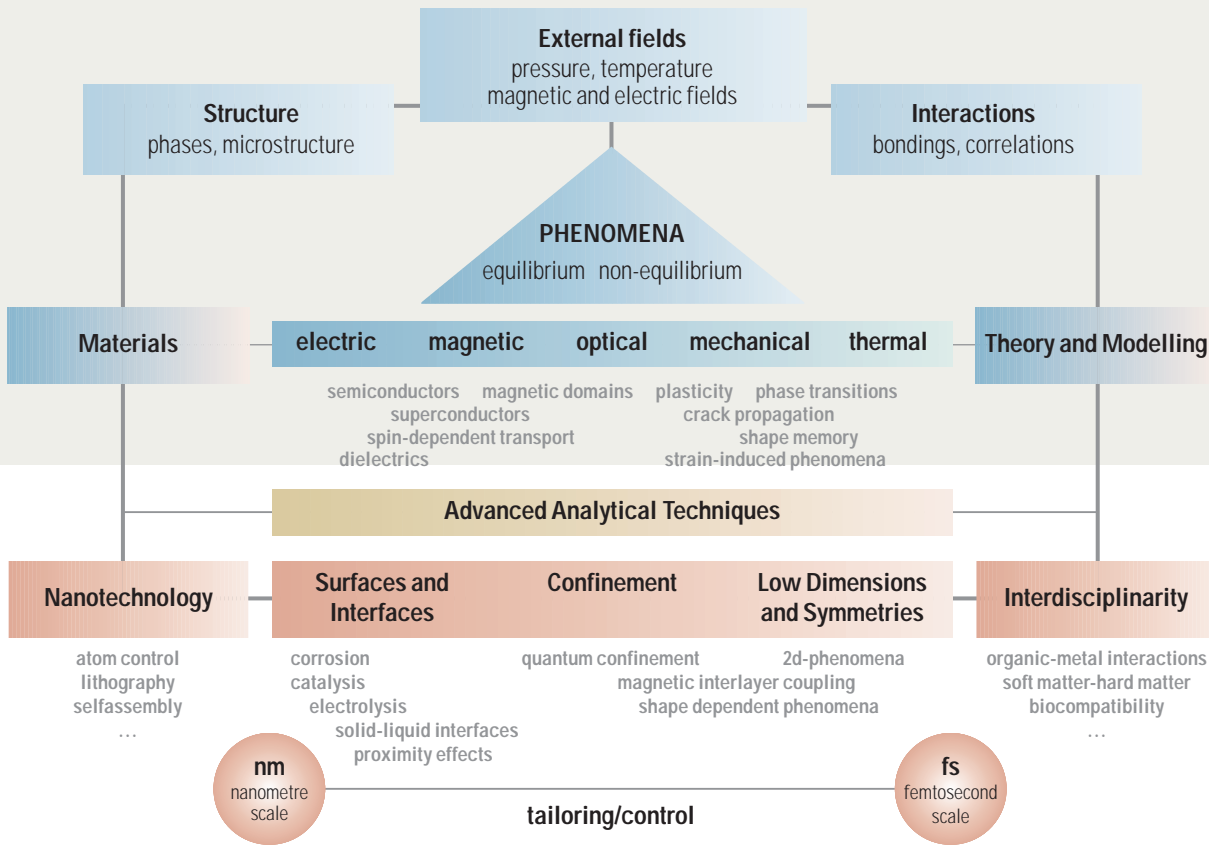 External fields
pressure, temperature
magnetic and electric fields
Structure
phases, microstructure
Interactions
bondings, correlations
PHENOMENA
equilibrium non-equilibrium
Materials
electric magnetic optical mechanical thermal
Theory and Modelling
semiconductors magnetic domains plasticity phase transitions
superconductors crack propagation
spin-dependent transport shape memory
dielectrics strain-induced phenomena
Advanced Analytical Techniques
Nanotechnology
Surfaces and
Interfaces
Confinement
Low Dimensions
and Symmetries
Interdisciplinarity
atom control
lithography
selfassembly
...
corrosion
catalysis
electrolysis
solid-liquid interfaces
proximity effects
quantum confinement 2d-phenomena
magnetic interlayer coupling
shape dependent phenomena
organic-metal interactions
soft matter-hard matter
biocompatibility
...
nm
nanometre
scale
tailoring/control
fs
femtosecond
scale